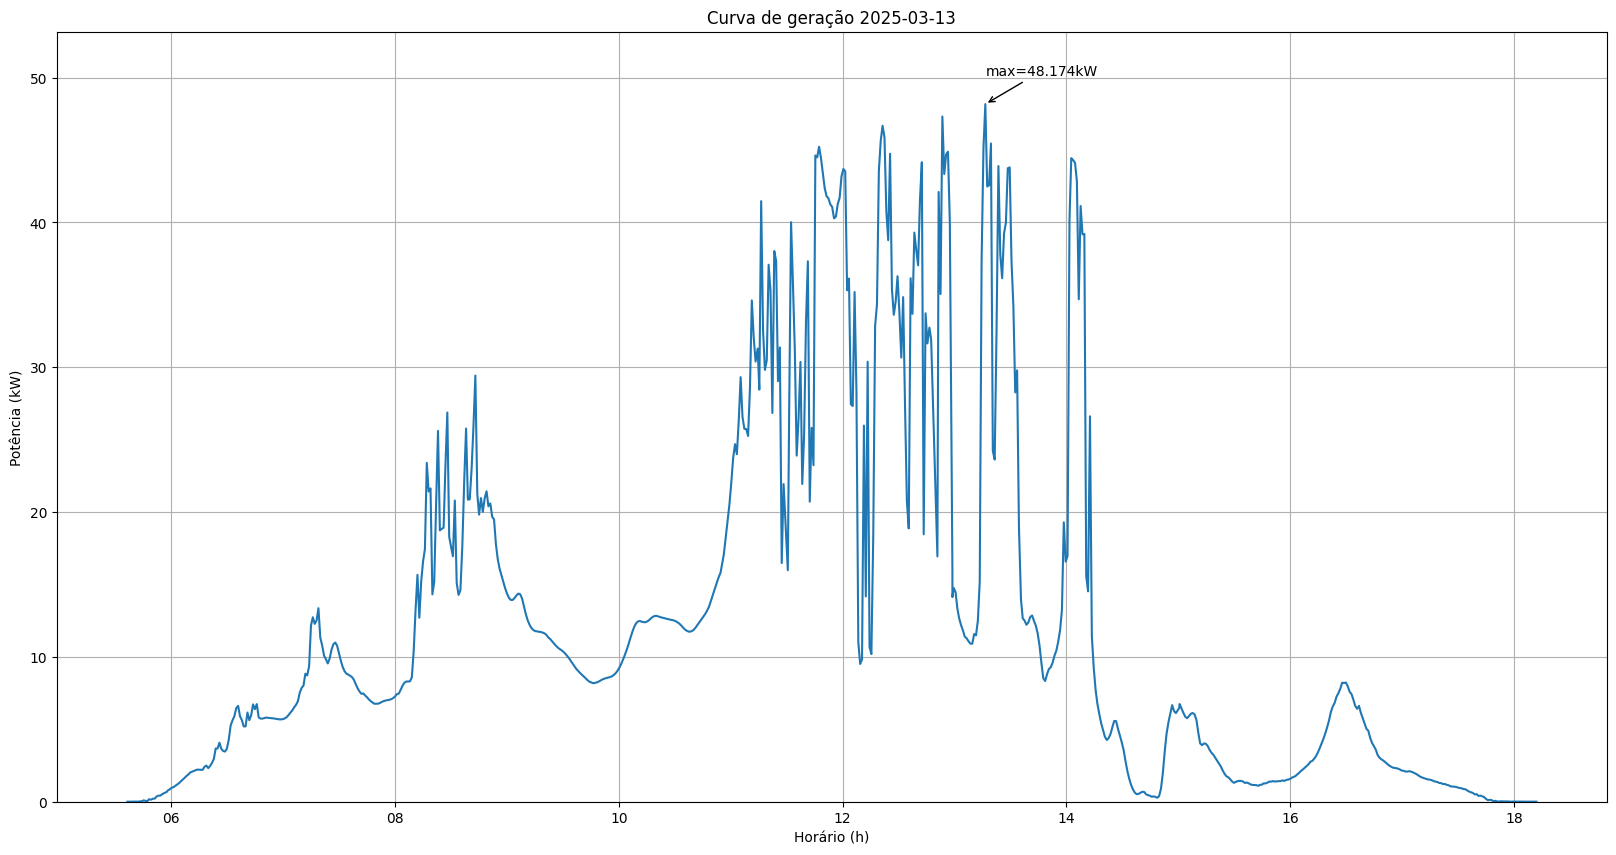 Curva de geração 2025-03-13
max=48.174kW
Potência (kW)
50
40
30
20
10
0
06 08 10 12 14 16 18
Horário (h)